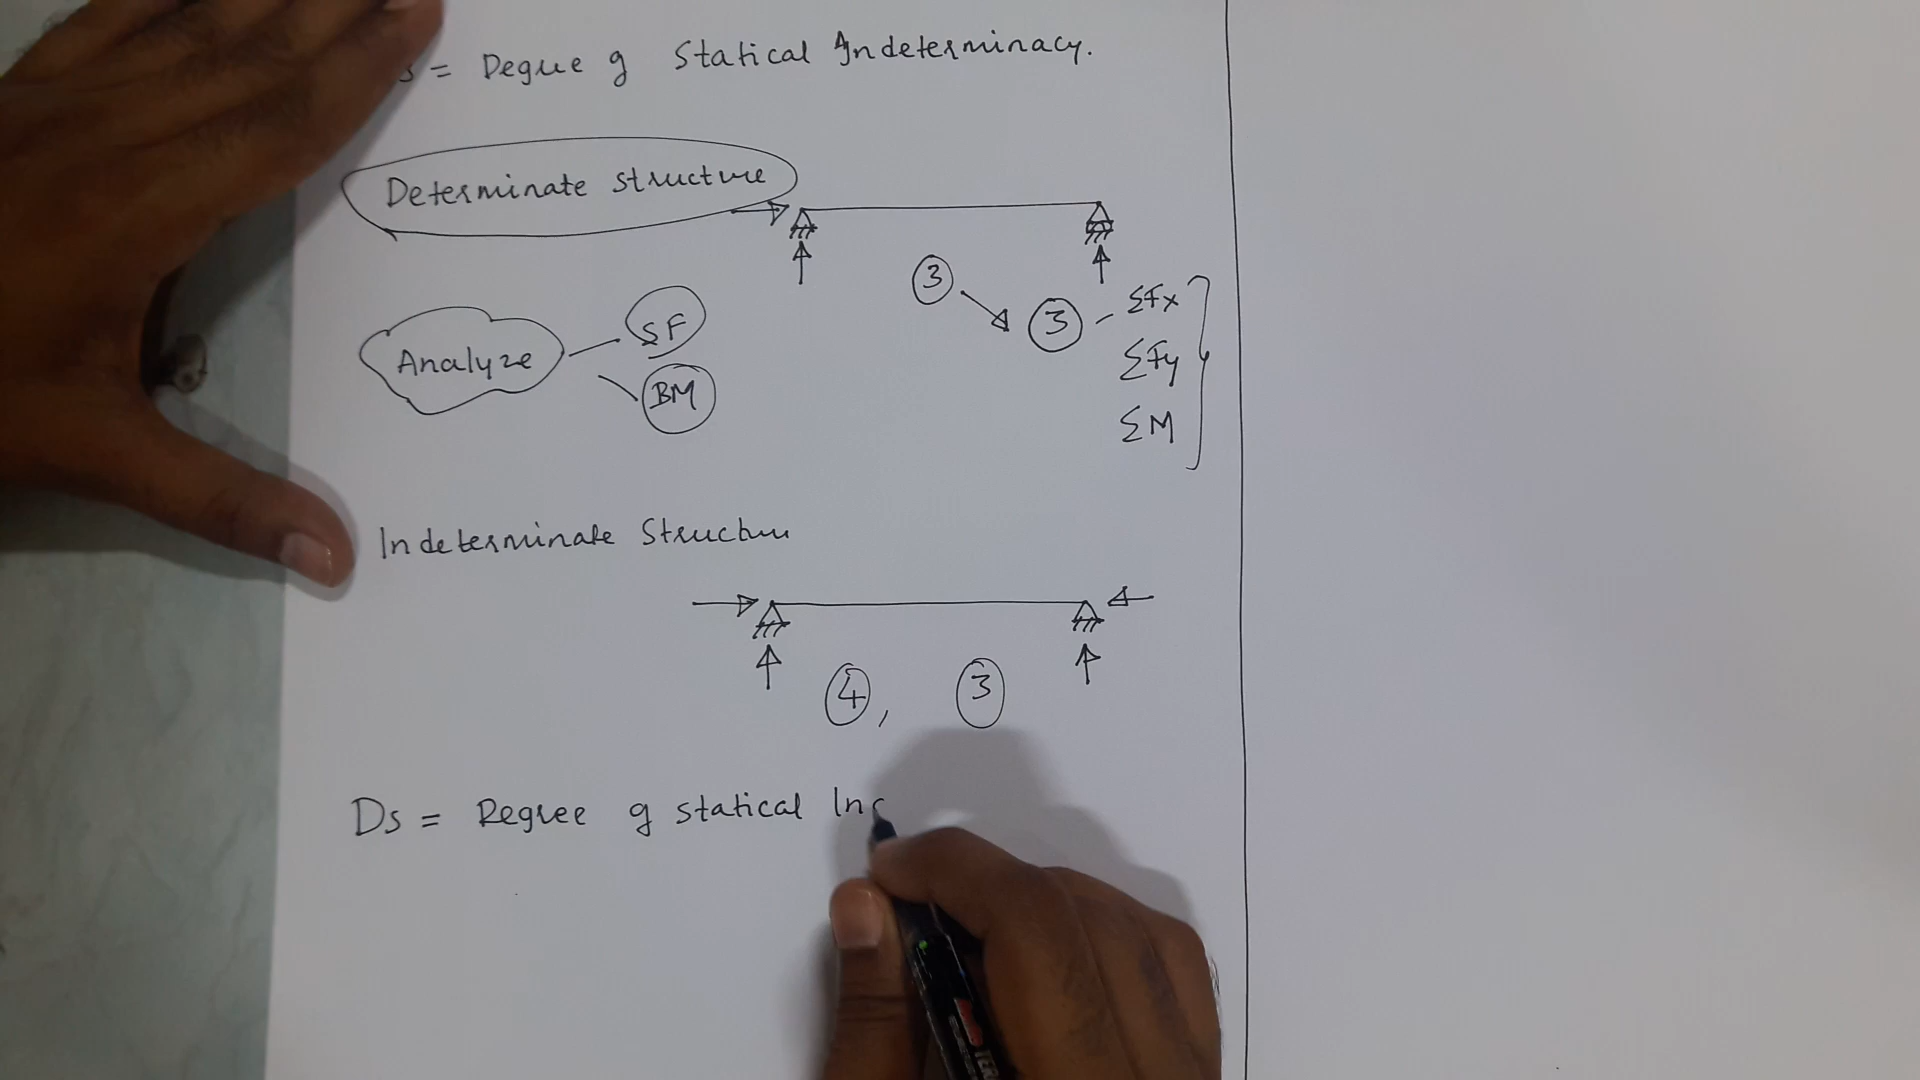 s = Degree of Statical Indeterminacy.
Determinate structure
3
3 - ΣFx
SF
Analyze
ΣFy
BM
ΣM
Indeterminate Structure
4, 3
Ds = Degree of statical Inc